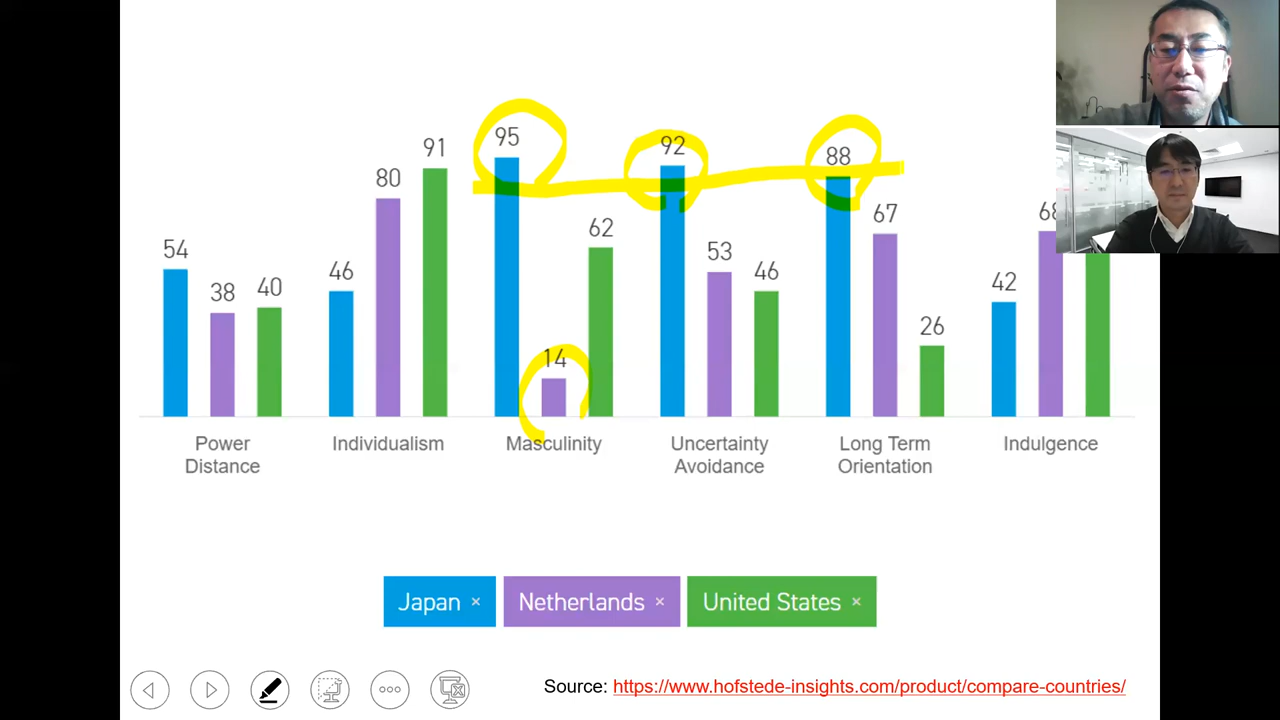 54
38
40
46
80
91
95
14
62
92
53
46
88
67
26
42
68
Power
Distance
Individualism
Masculinity
Uncertainty
Avoidance
Long Term
Orientation
Indulgence
Japan ×
Netherlands ×
United States ×
Source: https://www.hofstede-insights.com/product/compare-countries/